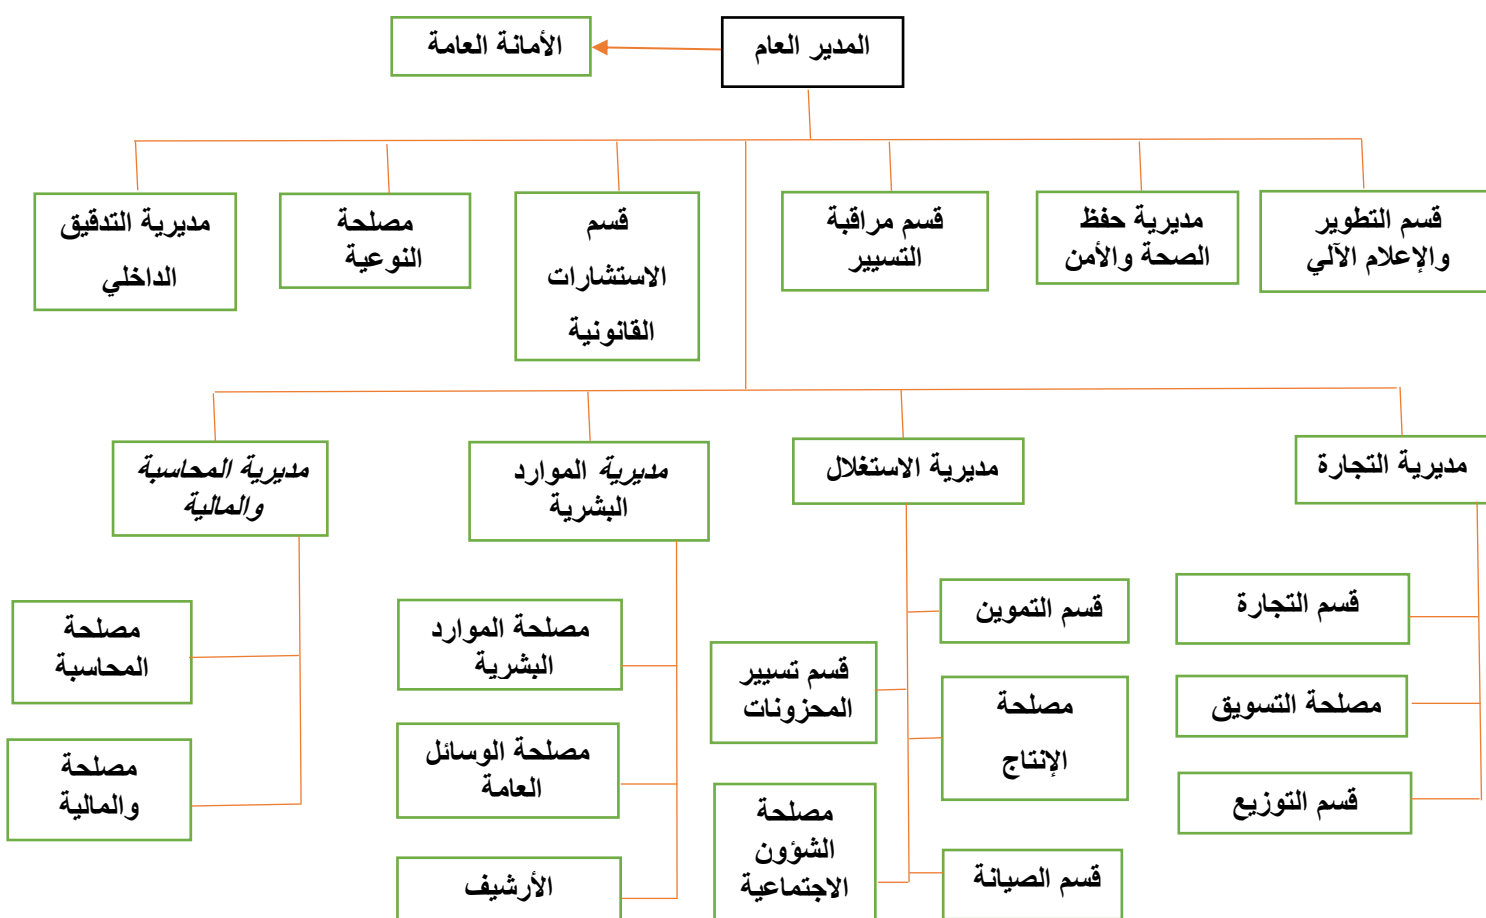 المدير العام
الأمانة العامة
قسم التطوير
والإعلام الآلي
مديرية حفظ
الصحة والأمن
قسم مراقبة
التسيير
قسم
الاستشارات
القانونية
مصلحة
النوعية
مديرية التدقيق
الداخلي
مديرية التجارة
مديرية الاستغلال
مديرية الموارد
البشرية
مديرية المحاسبة
والمالية
قسم التجارة
مصلحة التسويق
قسم التوزيع
قسم التموين
مصلحة
الإنتاج
قسم الصيانة
قسم تسيير
المحزونات
مصلحة
الشؤون
الاجتماعية
مصلحة الموارد
البشرية
مصلحة الوسائل
العامة
الأرشيف
مصلحة
المحاسبة
مصلحة
والمالية